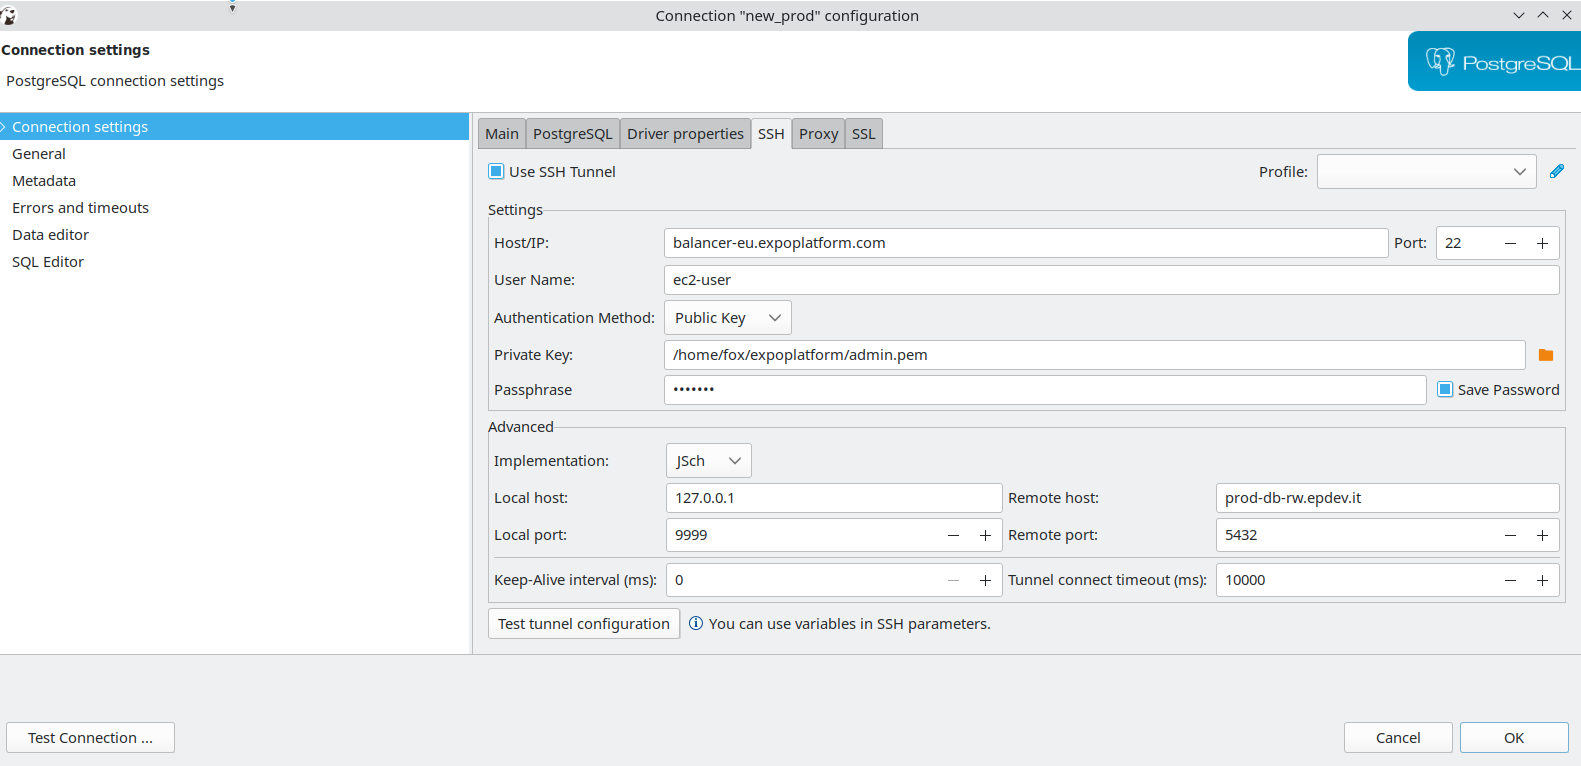 Connection "new_prod" configuration
Connection settings
PostgreSQL connection settings
PostgreSQL
Connection settings
General
Metadata
Errors and timeouts
Data editor
SQL Editor
Main PostgreSQL Driver properties SSH Proxy SSL
Use SSH Tunnel Profile:
Settings
Host/IP: balancer-eu.expoplatform.com Port: 22
User Name: ec2-user
Authentication Method: Public Key
Private Key: /home/fox/expoplatform/admin.pem
Passphrase ••••••• Save Password
Advanced
Implementation: JSch
Local host: 127.0.0.1 Remote host: prod-db-rw.epdev.it
Local port: 9999 Remote port: 5432
Keep-Alive interval (ms): 0 Tunnel connect timeout (ms): 10000
Test tunnel configuration You can use variables in SSH parameters.
Test Connection ... Cancel OK